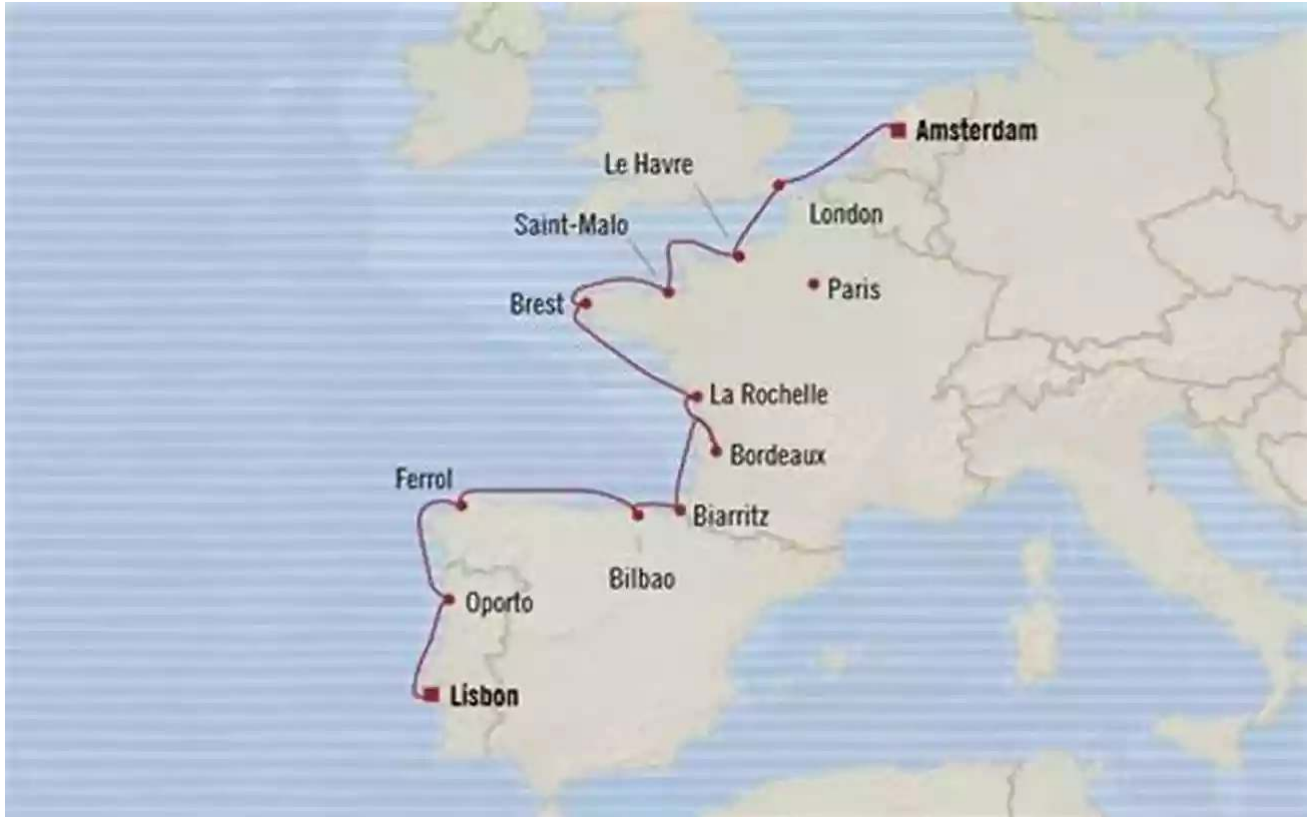 Amsterdam
Le Havre
London
Saint-Malo
Paris
Brest
La Rochelle
Bordeaux
Ferrol
Biarritz
Bilbao
Oporto
Lisbon